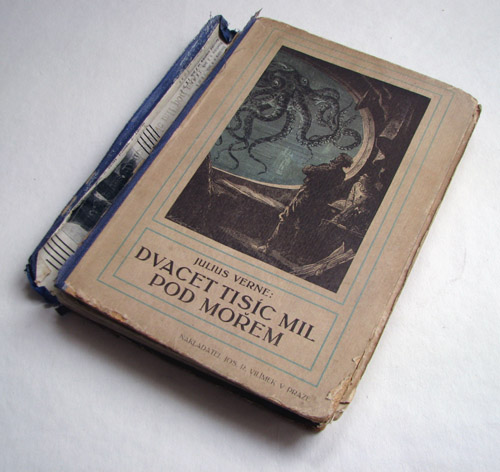 JULIUS VERNE:
DVACET TISÍC MIL
POD MOŘEM
NAKLADATEL JOS. R. VILÍMEK V PRAZE